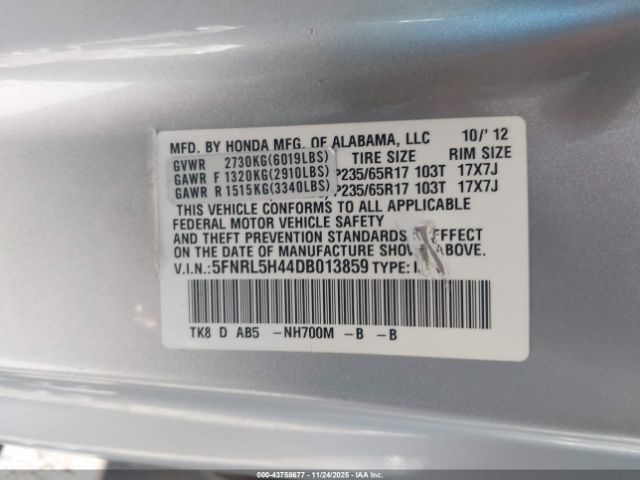 MFD. BY HONDA MFG. OF ALABAMA, LLC 10/'12
GVWR 2730KG(6019LBS) TIRE SIZE RIM SIZE
GAWR F 1320KG(2910LBS) P235/65R17 103T 17X7J
GAWR R 1515KG(3340LBS) P235/65R17 103T 17X7J
THIS VEHICLE CONFORMS TO ALL APPLICABLE
FEDERAL MOTOR VEHICLE SAFETY
AND THEFT PREVENTION STANDARDS EFFECT
ON THE DATE OF MANUFACTURE SHOWN ABOVE.
V.I.N.: 5FNRL5H44DB013859 TYPE:
TK8 D AB5 -NH700M -B -B
000-43758677 - 11/24/2025 - IAAI.COM